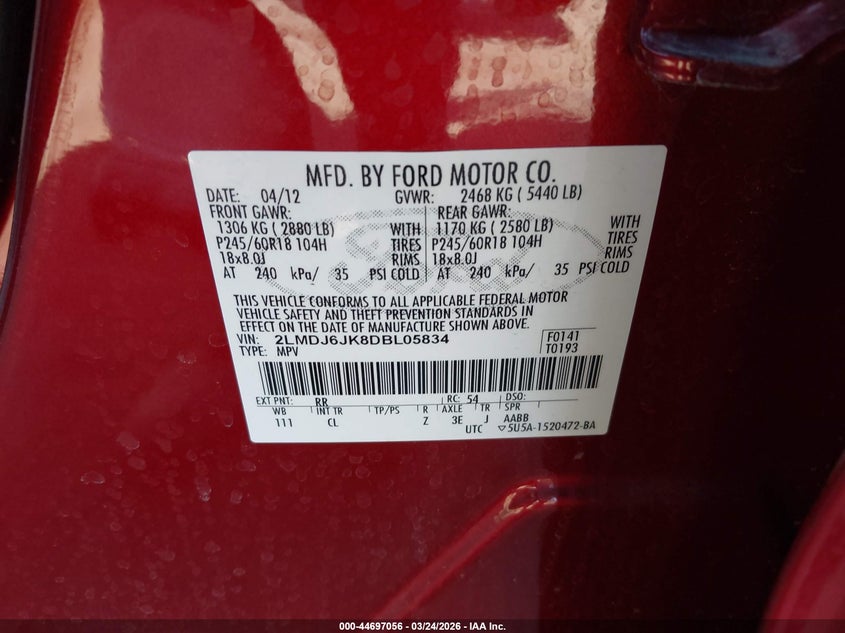 MFD. BY FORD MOTOR CO.
DATE: 04/12 GVWR: 2468 KG ( 5440 LB)
FRONT GAWR: REAR GAWR:
1306 KG ( 2880 LB) WITH 1170 KG ( 2580 LB) WITH
P245/60R18 104H TIRES P245/60R18 104H TIRES
18x8.0J RIMS 18x8.0J RIMS
AT 240 kPa/ 35 PSI COLD AT 240 kPa/ 35 PSI COLD
Ford
THIS VEHICLE CONFORMS TO ALL APPLICABLE FEDERAL MOTOR
VEHICLE SAFETY AND THEFT PREVENTION STANDARDS IN
EFFECT ON THE DATE OF MANUFACTURE SHOWN ABOVE.
VIN: 2LMDJ6JK8DBL05834 F0141
TYPE: MPV T0193
EXT PNT: RR RC: 54 DSO:
WB INT TR TP/PS R AXLE TR SPR
111 CL Z 3E J AABB
UTC ▽5U5A-1520472-BA
000-44697056 - 03/24/2026 - IAA Inc.